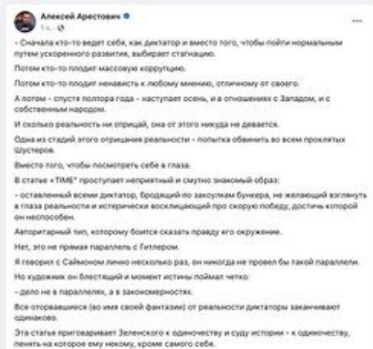 Алексей Арестович
1 ч. ·
- Сначала кто-то ведет себя, как диктатор и вместо того, чтобы пойти нормальным
путем ускоренного развития, выбирает стагнацию.
Потом кто-то плодит массовую коррупцию.
Потом кто-то плодит ненависть к любому мнению, отличному от своего.
А потом - спустя полтора года - наступает осень, и в отношениях с Западом, и с
собственным народом.
И сколько реальность ни отрицай, она от этого никуда не девается.
Одна из стадий этого отрицания реальности - попытка обвинить во всем проклятых
Шустеров.
Вместо того, чтобы посмотреть себе в глаза.
В статье «TIME" проступает неприятный и смутно знакомый образ:
- оставленный всеми диктатор, бродящий по закоулкам бункера, не желающий взглянуть
в глаза реальности и истерически восклицающий про скорую победу, достичь которой
он неспособен.
Авторитарный тип, которому боится сказать правду его окружение.
Нет, это не прямая параллель с Гитлером.
Я говорил с Саймоном лично несколько раз, он никогда не провел бы такой параллели.
Но художник он блестящий и момент истины поймал четко:
- дело не в параллелях, а в закономерностях.
Все оторвавшиеся (во имя своей фантазии) от реальности диктаторы заканчивают
одинаково.
Эта статья приговаривает Зеленского к одиночеству и суду истории - к одиночеству,
пенять на которое ему некому, кроме самого себя.